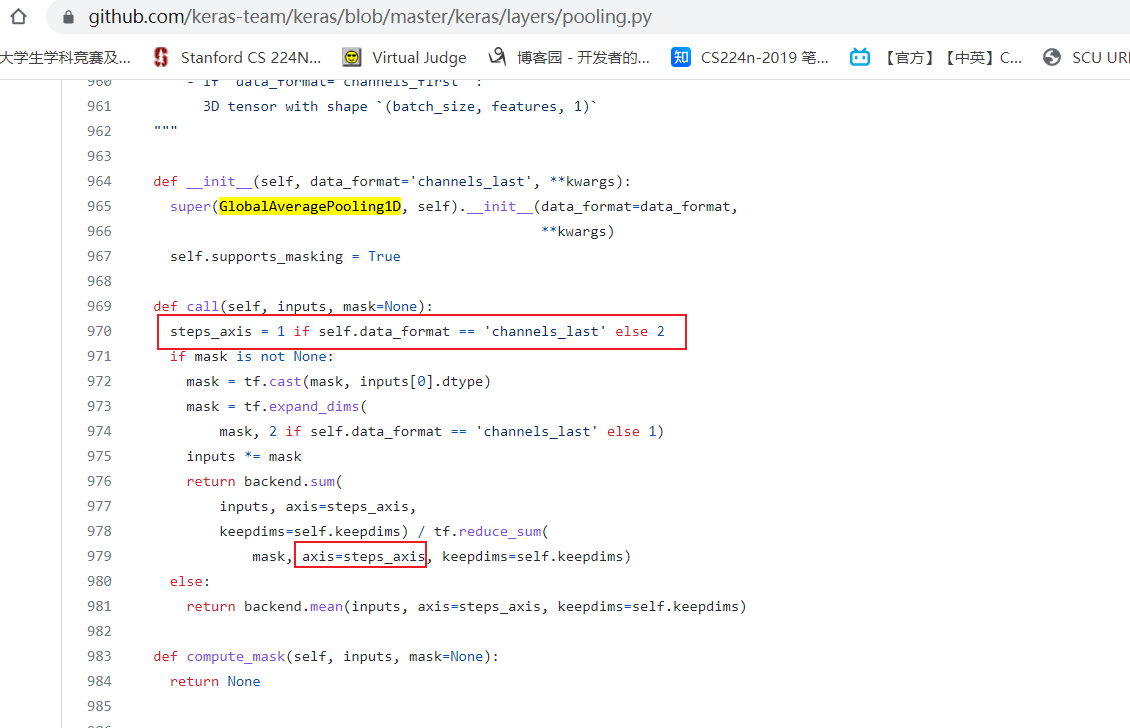 github.com/keras-team/keras/blob/master/keras/layers/pooling.py
大学生学科竞赛及... Stanford CS 224N... Virtual Judge 博客园 - 开发者的... 知 CS224n-2019 笔... 【官方】【中英】C... SCU URI
960 - If `data_format='channels_first'`:
961 3D tensor with shape `(batch_size, features, 1)`
962 """
963
964 def __init__(self, data_format='channels_last', **kwargs):
965 super(GlobalAveragePooling1D, self).__init__(data_format=data_format,
966 **kwargs)
967 self.supports_masking = True
968
969 def call(self, inputs, mask=None):
970 steps_axis = 1 if self.data_format == 'channels_last' else 2
971 if mask is not None:
972 mask = tf.cast(mask, inputs[0].dtype)
973 mask = tf.expand_dims(
974 mask, 2 if self.data_format == 'channels_last' else 1)
975 inputs *= mask
976 return backend.sum(
977 inputs, axis=steps_axis,
978 keepdims=self.keepdims) / tf.reduce_sum(
979 mask, axis=steps_axis, keepdims=self.keepdims)
980 else:
981 return backend.mean(inputs, axis=steps_axis, keepdims=self.keepdims)
982
983 def compute_mask(self, inputs, mask=None):
984 return None
985